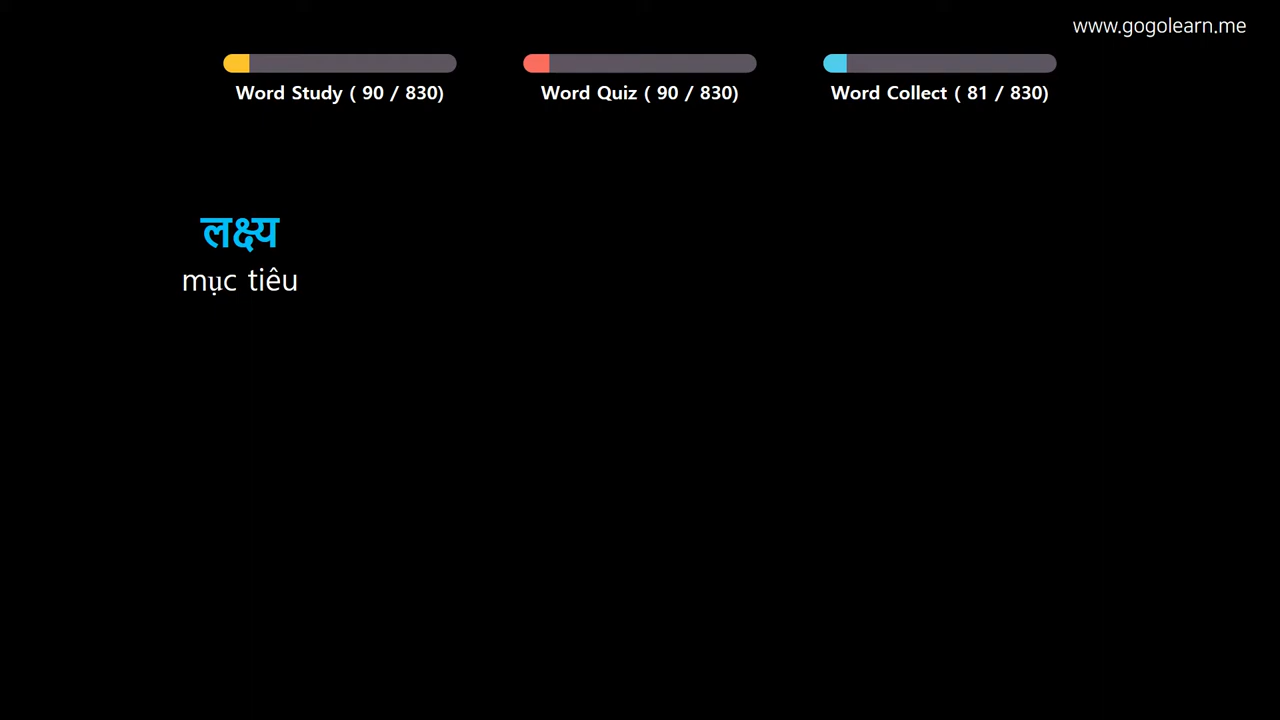 www.gogolearn.me
Word Study ( 90 / 830)
Word Quiz ( 90 / 830)
Word Collect ( 81 / 830)
लक्ष्य
mục tiêu